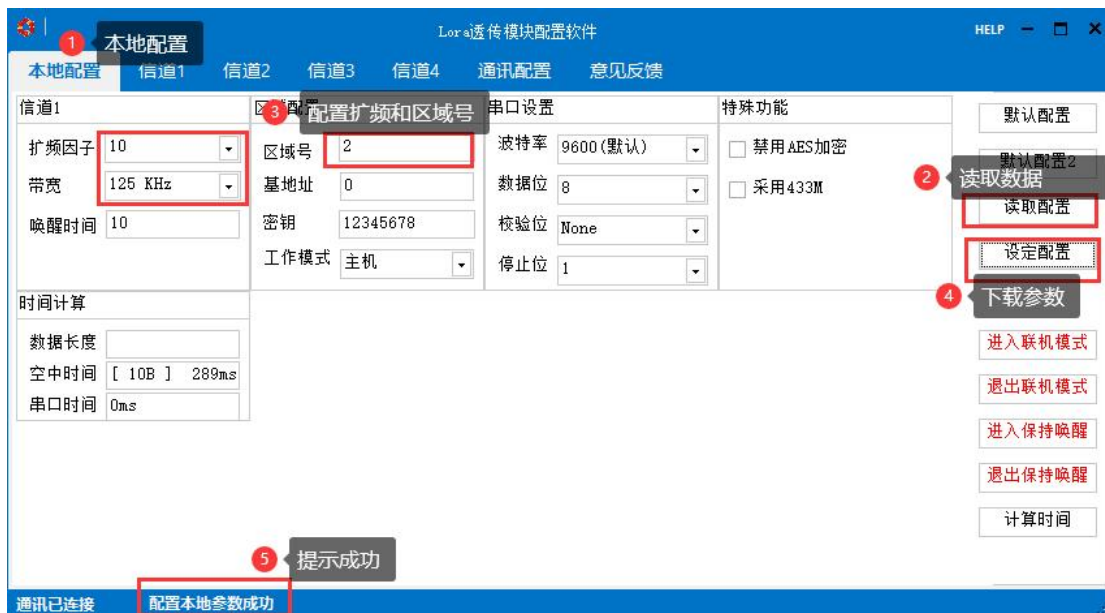 Lora透传模块配置软件
HELP
1 本地配置
本地配置 信道1 信道2 信道3 信道4 通讯配置 意见反馈
信道1
扩频因子 10
带宽 125 KHz
唤醒时间 10
3 配置扩频和区域号
区域号 2
基地址 0
密钥 12345678
工作模式 主机
串口设置
波特率 9600(默认)
数据位 8
校验位 None
停止位 1
特殊功能
禁用AES加密
采用433M
默认配置
默认配置2
2 读取数据
读取配置
设定配置
4 下载参数
进入联机模式
退出联机模式
进入保持唤醒
退出保持唤醒
计算时间
时间计算
数据长度
空中时间 [ 10B ] 289ms
串口时间 0ms
5 提示成功
通讯已连接 配置本地参数成功